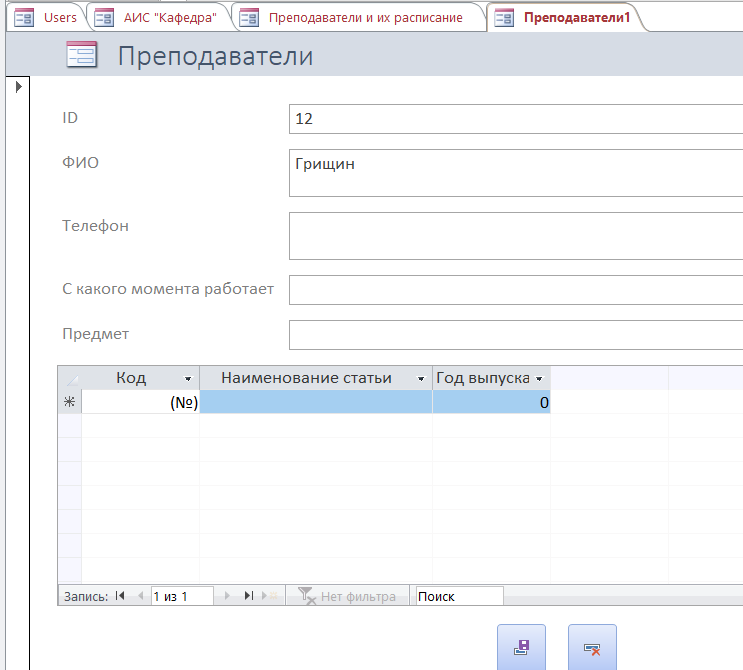 Users АИС "Кафедра" Преподаватели и их расписание Преподаватели1
Преподаватели
ID 12
ФИО Грищин
Телефон
С какого момента работает
Предмет
Код Наименование статьи Год выпуска
(№) 0
Запись: 1 из 1 Нет фильтра Поиск